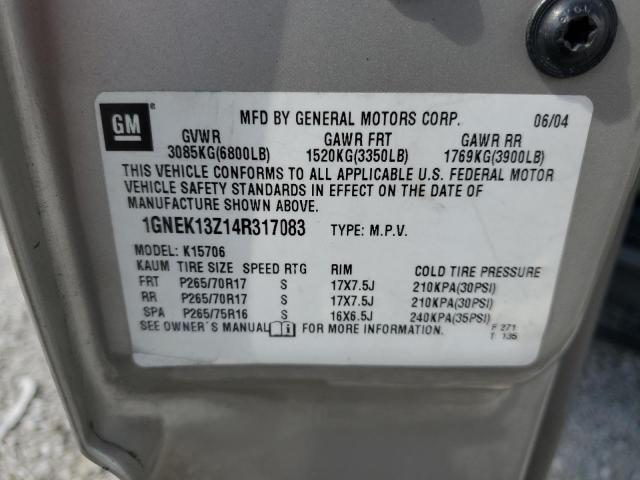 GM
MFD BY GENERAL MOTORS CORP. 06/04
GVWR GAWR FRT GAWR RR
3085KG(6800LB) 1520KG(3350LB) 1769KG(3900LB)
THIS VEHICLE CONFORMS TO ALL APPLICABLE U.S. FEDERAL MOTOR
VEHICLE SAFETY STANDARDS IN EFFECT ON THE DATE OF
MANUFACTURE SHOWN ABOVE.
1GNEK13Z14R317083 TYPE: M.P.V.
MODEL: K15706
KAUM TIRE SIZE SPEED RTG RIM COLD TIRE PRESSURE
FRT P265/70R17 S 17X7.5J 210KPA(30PSI)
RR P265/70R17 S 17X7.5J 210KPA(30PSI)
SPA P265/75R16 S 16X6.5J 240KPA(35PSI)
SEE OWNER'S MANUAL i FOR MORE INFORMATION. F 271
T 135